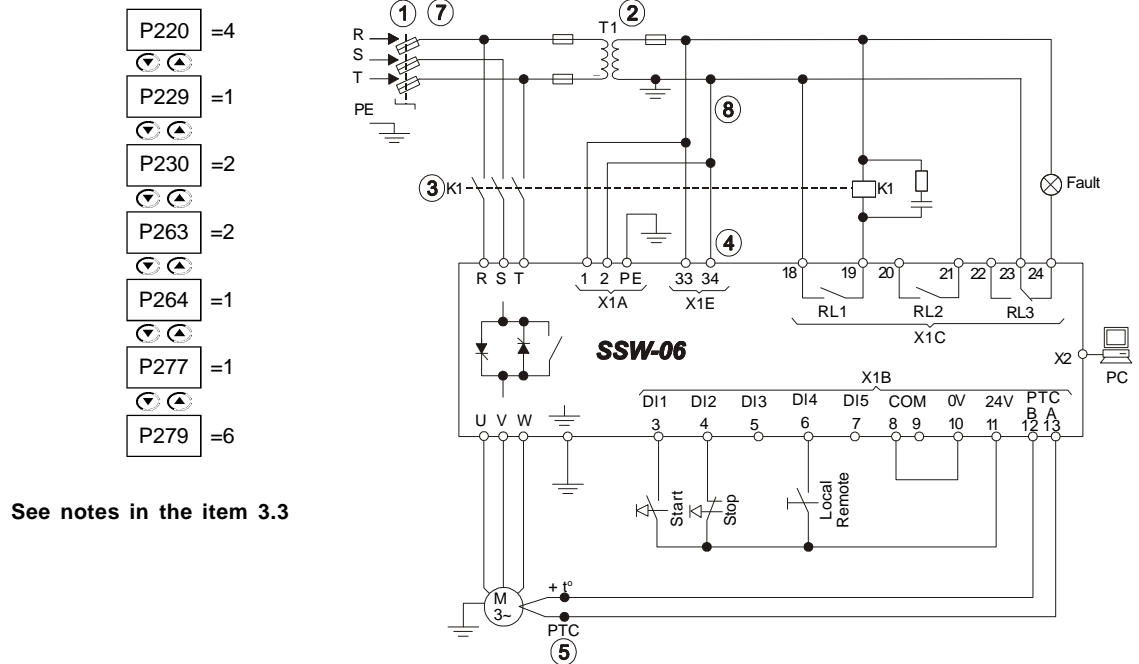 P220 =4
P229 =1
P230 =2
P263 =2
P264 =1
P277 =1
P279 =6
See notes in the item 3.3
1 7 2
T1
R
S
T
PE
8
3 K1
K1
Fault
4
R S T
1 2 PE
33 34
18 19 20 21 22 23 24
X1A
X1E
RL1 RL2 RL3
X1C
SSW-06
X2
PC
X1B
DI1 DI2 DI3 DI4 DI5 COM 0V 24V PTC
B A
U V W
3 4 5 6 7 8 9 10 11 12 13
Start
Stop
Local
Remote
+ t°
M
3~
PTC
5